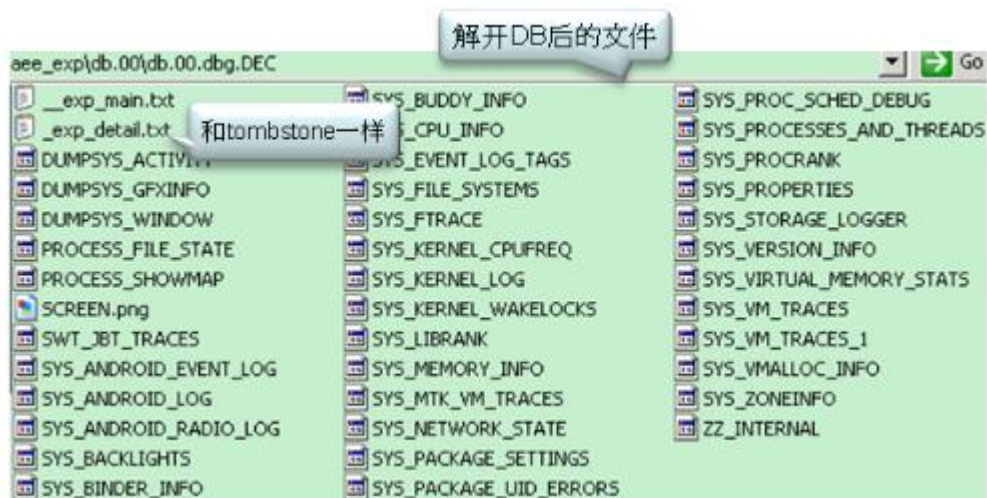 解开DB后的文件
aee_exp\db.00\db.00.dbg.DEC
Go
__exp_main.txt
_exp_detail.txt
和tombstone一样
DUMPSYS_ACTIVITY
DUMPSYS_GFXINFO
DUMPSYS_WINDOW
PROCESS_FILE_STATE
PROCESS_SHOWMAP
SCREEN.png
SWT_JBT_TRACES
SYS_ANDROID_EVENT_LOG
SYS_ANDROID_LOG
SYS_ANDROID_RADIO_LOG
SYS_BACKLIGHTS
SYS_BINDER_INFO
SYS_BUDDY_INFO
SYS_CPU_INFO
SYS_EVENT_LOG_TAGS
SYS_FILE_SYSTEMS
SYS_FTRACE
SYS_KERNEL_CPUFREQ
SYS_KERNEL_LOG
SYS_KERNEL_WAKELOCKS
SYS_LIBRANK
SYS_MEMORY_INFO
SYS_MTK_VM_TRACES
SYS_NETWORK_STATE
SYS_PACKAGE_SETTINGS
SYS_PACKAGE_UID_ERRORS
SYS_PROC_SCHED_DEBUG
SYS_PROCESSES_AND_THREADS
SYS_PROCRANK
SYS_PROPERTIES
SYS_STORAGE_LOGGER
SYS_VERSION_INFO
SYS_VIRTUAL_MEMORY_STATS
SYS_VM_TRACES
SYS_VM_TRACES_1
SYS_VMALLOC_INFO
SYS_ZONEINFO
ZZ_INTERNAL